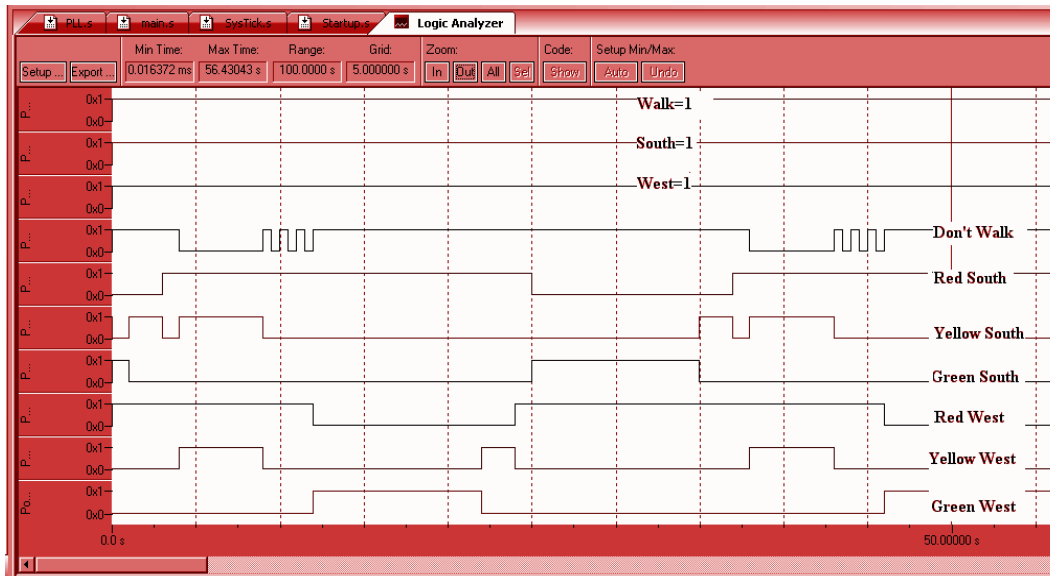 PLL.s main.s SysTick.s Startup.s Logic Analyzer
Min Time: Max Time: Range: Grid: Zoom: Code: Setup Min/Max:
Setup ... Export ... 0.016372 ms 56.43043 s 100.0000 s 5.000000 s In Out All Sel Show Auto Undo
P... 0x1 Walk=1
0x0
P... 0x1 South=1
0x0
P... 0x1 West=1
0x0
P... 0x1 Don't Walk
0x0
P... 0x1 Red South
0x0
P... 0x1 Yellow South
0x0
P... 0x1 Green South
0x0
P... 0x1 Red West
0x0
P... 0x1 Yellow West
0x0
Po... 0x1 Green West
0x0
0.0 s 50.00000 s